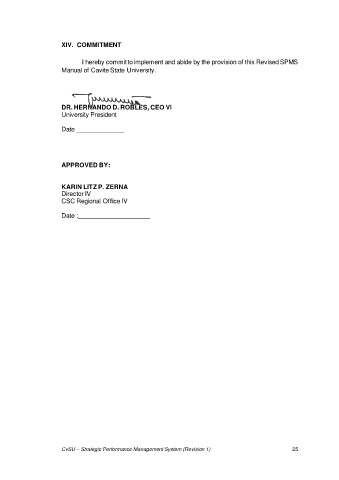 XIV. COMMITMENT
I hereby commit to implement and abide by the provision of this Revised SPMS
Manual of Cavite State University.
DR. HERNANDO D. ROBLES, CEO VI
University President
Date _______________
APPROVED BY:
KARIN LITZ P. ZERNA
Director IV
CSC Regional Office IV
Date :______________________
CvSU – Strategic Performance Management System (Revision 1) 25